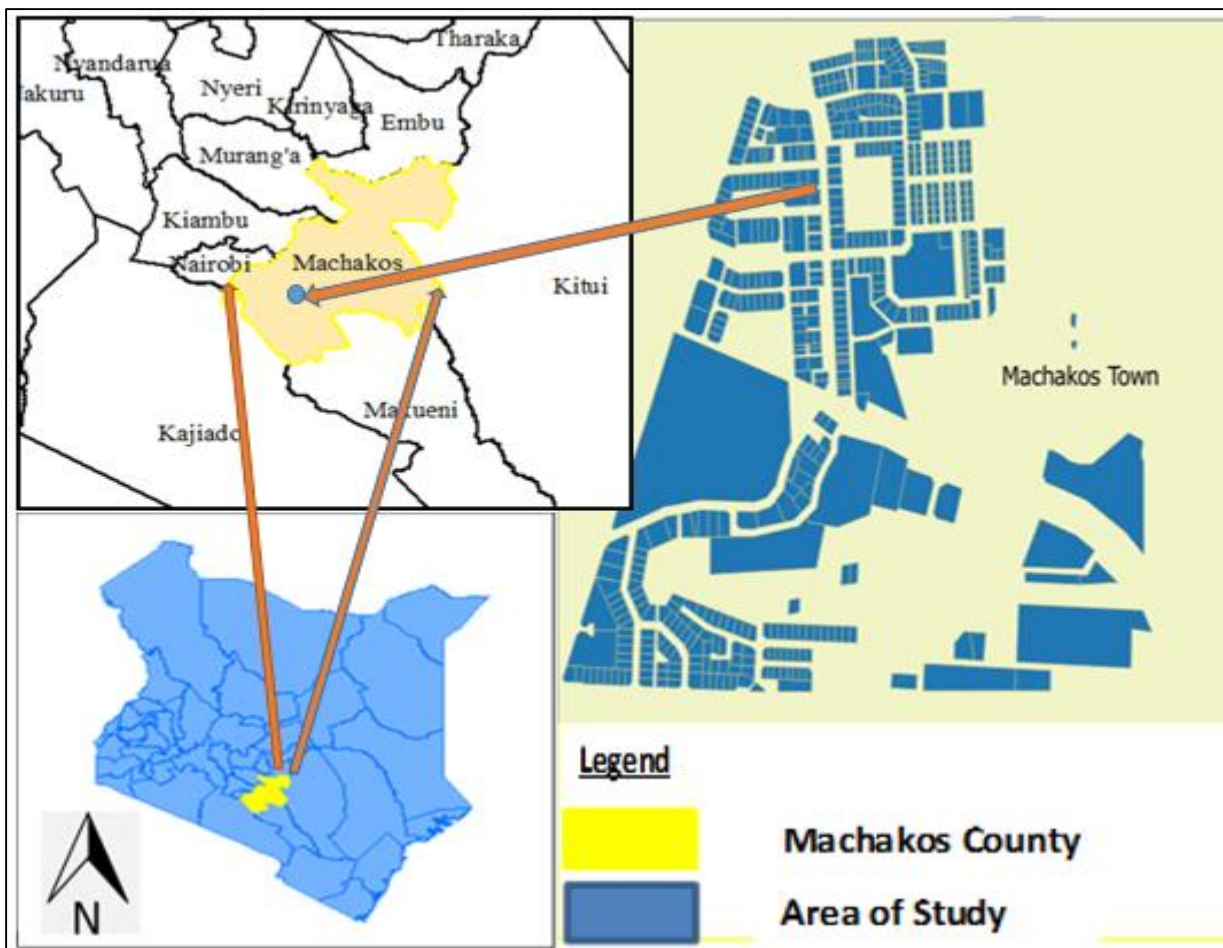 Tharaka
Nyandarua
Nyeri
Nakuru
Kirinyaga
Embu
Murang'a
Kiambu
Nairobi
Machakos
Kitui
Makueni
Kajiado
Machakos Town
Legend
Machakos County
Area of Study
N